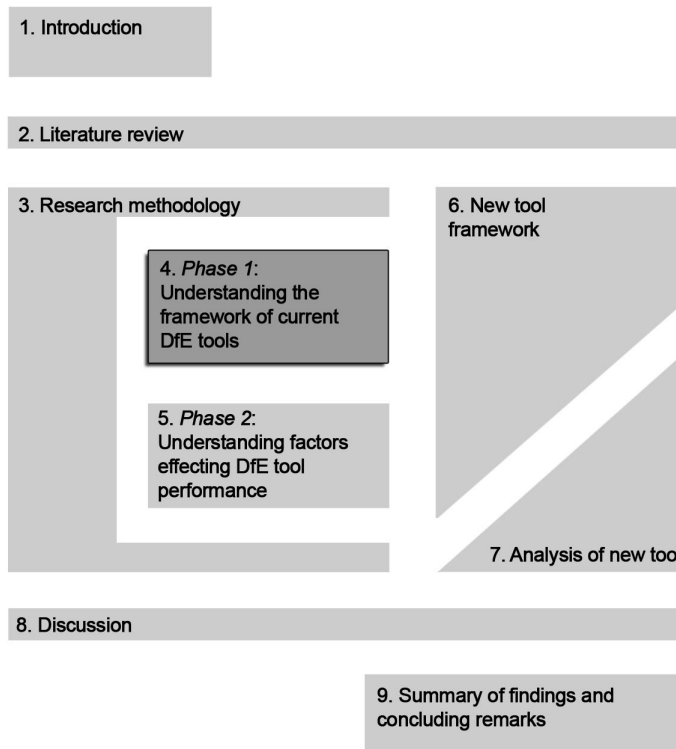 1. Introduction
2. Literature review
3. Research methodology
4. Phase 1:
Understanding the
framework of current
DfE tools
5. Phase 2:
Understanding factors
effecting DfE tool
performance
6. New tool
framework
7. Analysis of new too
8. Discussion
9. Summary of findings and
concluding remarks